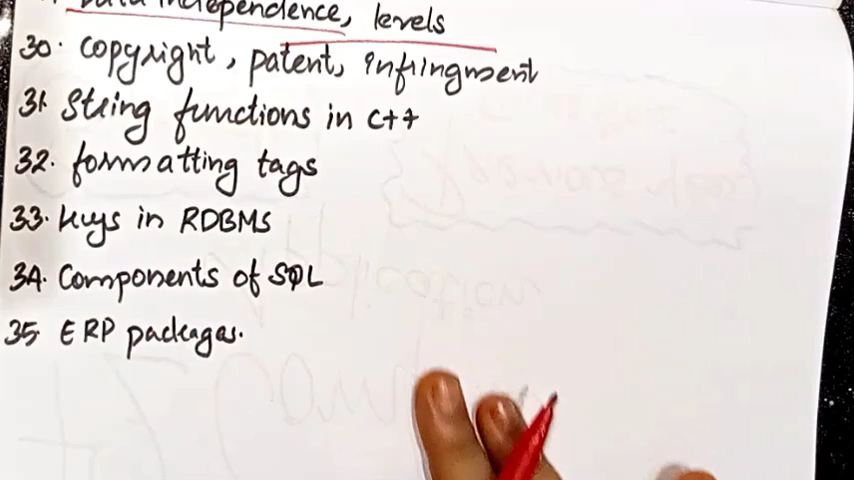 Data independence, levels
30. Copyright, patent, infringment
31. String functions in C++
32. formatting tags
33. keys in RDBMS
34. Components of SQL
35. ERP packages.